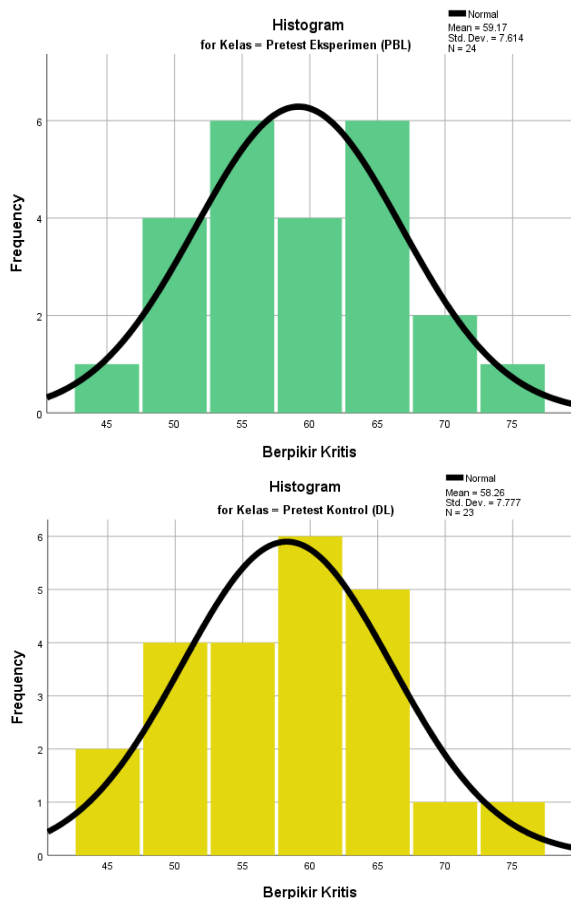 Histogram
for Kelas = Pretest Eksperimen (PBL)
Normal
Mean = 59.17
Std. Dev. = 7.614
N = 24
Frequency
6
4
2
0
45 50 55 60 65 70 75
Berpikir Kritis
Histogram
for Kelas = Pretest Kontrol (DL)
Normal
Mean = 58.26
Std. Dev. = 7.777
N = 23
Frequency
6
5
4
3
2
1
0
45 50 55 60 65 70 75
Berpikir Kritis